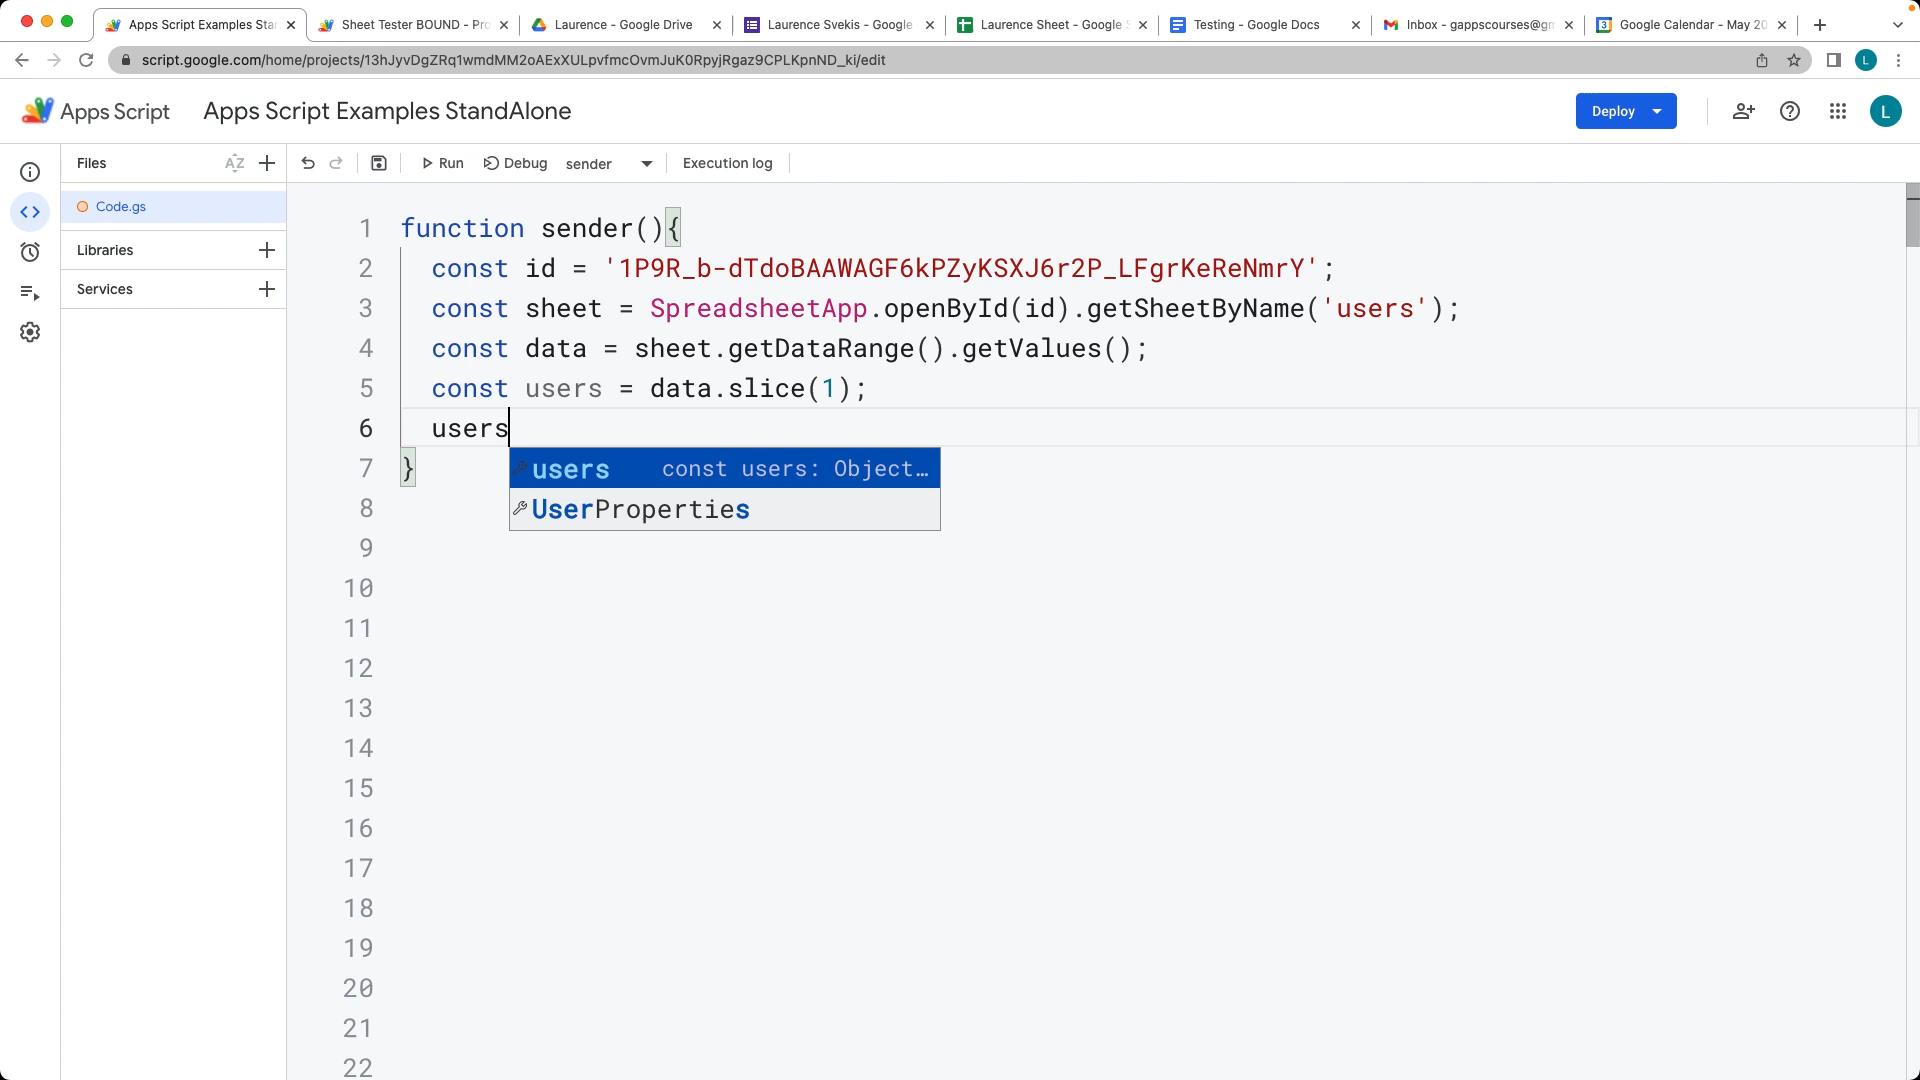 Apps Script Examples Star
Sheet Tester BOUND - Pro
Laurence - Google Drive
Laurence Svekis - Google
Laurence Sheet - Google S
Testing - Google Docs
Inbox - gappscourses@gm
Google Calendar - May 20
script.google.com/home/projects/13hJyvDgZRq1wmdMM2oAExXULpvfmcOvmJuK0RpyjRgaz9CPLKpnND_ki/edit
L
Apps Script
Apps Script Examples StandAlone
Deploy
L
Files
AZ
Run
Debug
sender
Execution log
Code.gs
Libraries
Services
1 function sender(){
2 const id = '1P9R_b-dTdoBAAWAGF6kPZyKSXJ6r2P_LFgrKeReNmrY';
3 const sheet = SpreadsheetApp.openById(id).getSheetByName('users');
4 const data = sheet.getDataRange().getValues();
5 const users = data.slice(1);
6 users
7 }
users const users: Object…
UserProperties
8
9
10
11
12
13
14
15
16
17
18
19
20
21
22